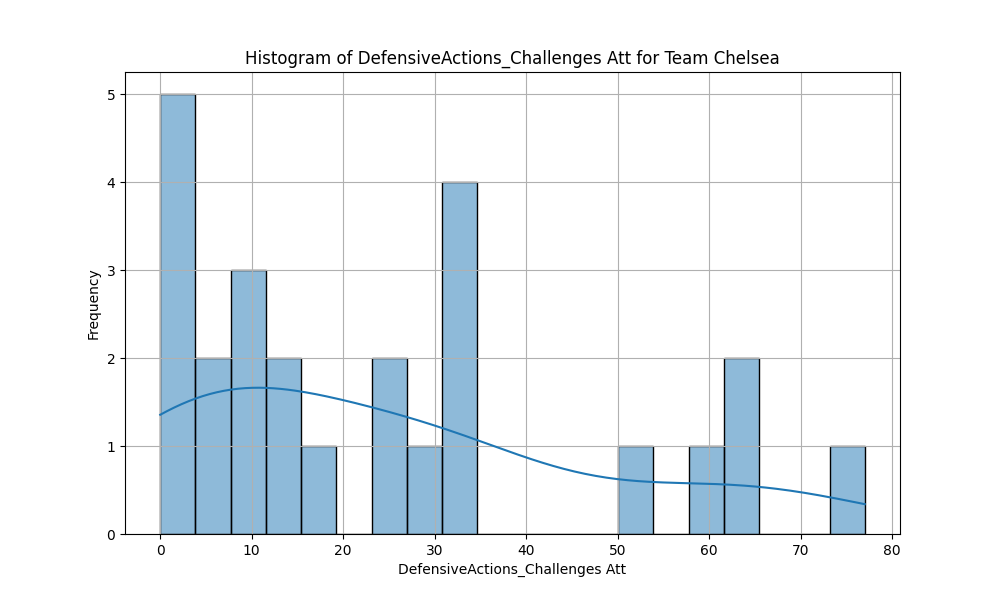 Histogram of DefensiveActions_Challenges Att for Team Chelsea
5
4
3
2
1
0
Frequency
0 10 20 30 40 50 60 70 80
DefensiveActions_Challenges Att